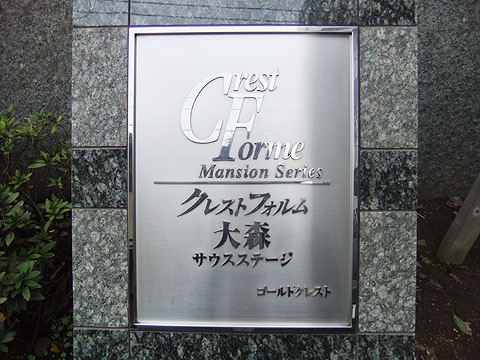 Crest
Forme
Mansion Series
クレストフォルム
大森
サウスステージ
ゴールドクレスト